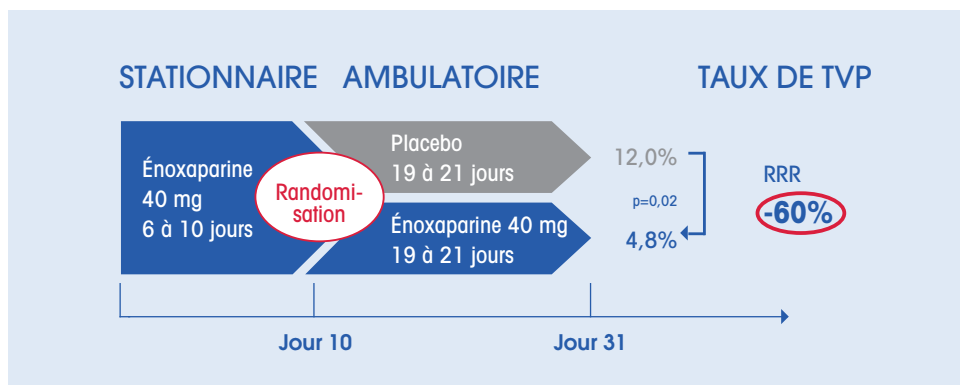 STATIONNAIRE AMBULATOIRE TAUX DE TVP
Énoxaparine
40 mg
6 à 10 jours
Randomi-
sation
Placebo
19 à 21 jours
Énoxaparine 40 mg
19 à 21 jours
12,0%
p=0,02
4,8%
RRR
-60%
Jour 10
Jour 31